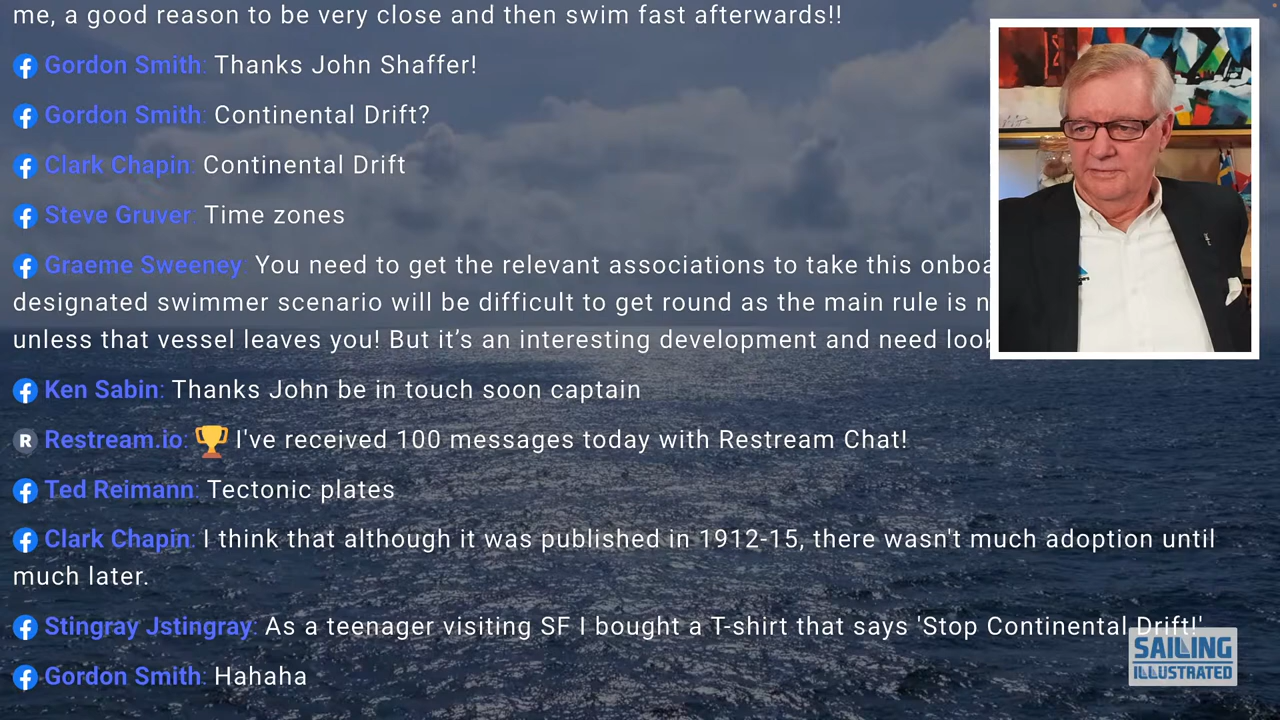 me, a good reason to be very close and then swim fast afterwards!!
Gordon Smith: Thanks John Shaffer!
Gordon Smith: Continental Drift?
Clark Chapin: Continental Drift
Steve Gruver: Time zones
Graeme Sweeney: You need to get the relevant associations to take this
designated swimmer scenario will be difficult to get round as the main rule is
unless that vessel leaves you! But it’s an interesting development and need
Ken Sabin: Thanks John be in touch soon captain
R Restream.io: 🏆 I've received 100 messages today with Restream Chat!
Ted Reimann: Tectonic plates
Clark Chapin: I think that although it was published in 1912-15, there wasn't much adoption until
much later.
Stingray Jstingray: As a teenager visiting SF I bought a T-shirt that says 'Stop Continental Drift!'
SAILING
ILLUSTRATED
Gordon Smith: Hahaha